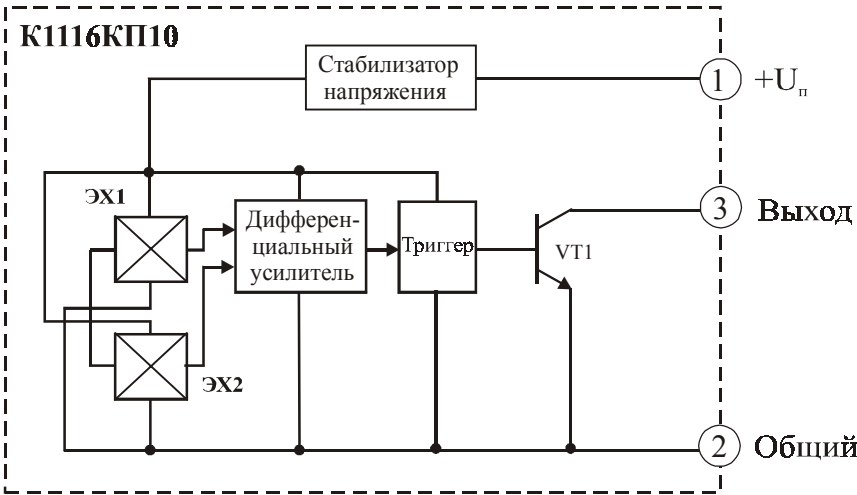 К1116КП10
Стабилизатор
напряжения
1
+Uп
ЭХ1
Дифферен-
циальный
усилитель
Триггер
VT1
3
Выход
ЭХ2
2
Общий